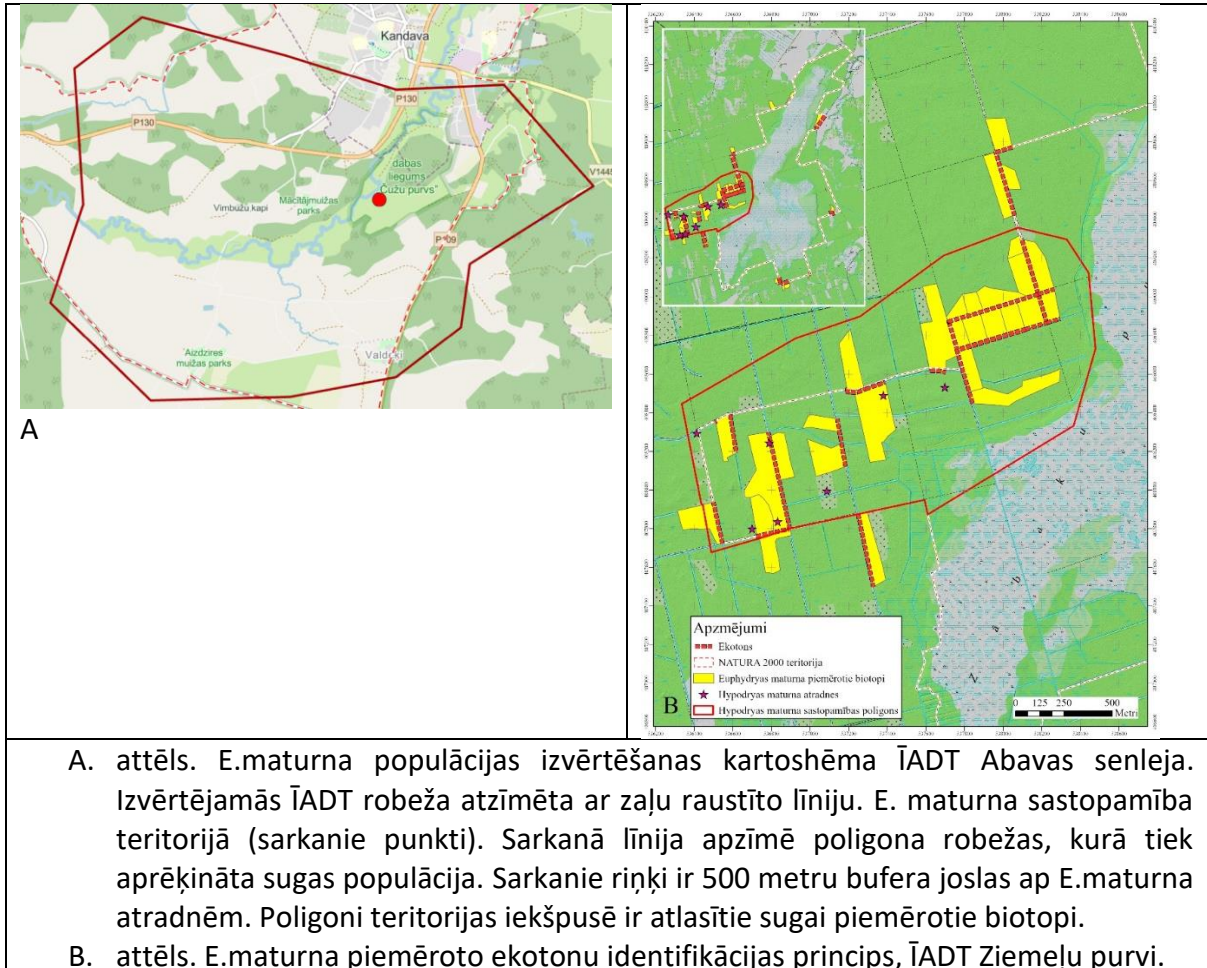 Kandava
P130
P130
V1445
dabas
liegums
"Čužu purvs"
Mācītājmuižas
parks
Vimbužu kapi
P109
Valdeķi
Aizdzires
muižas parks
A
Apzīmējumi
Ekotons
NATURA 2000 teritorija
Euphydryas maturna piemērotie biotopi
Hypodryas maturna atradnes
Hypodryas maturna sastopamības poligons
B
0 125 250 500
Metri
A. attēls. E.maturna populācijas izvērtēšanas kartoshēma ĪADT Abavas senleja.
Izvērtējamās ĪADT robeža atzīmēta ar zaļu raustīto līniju. E. maturna sastopamība
teritorijā (sarkanie punkti). Sarkanā līnija apzīmē poligona robežas, kurā tiek
aprēķināta sugas populācija. Sarkanie riņķi ir 500 metru bufera joslas ap E.maturna
atradnēm. Poligoni teritorijas iekšpusē ir atlasītie sugai piemērotie biotopi.
B. attēls. E.maturna piemēroto ekotonu identifikācijas princips, ĪADT Ziemeļu purvi.